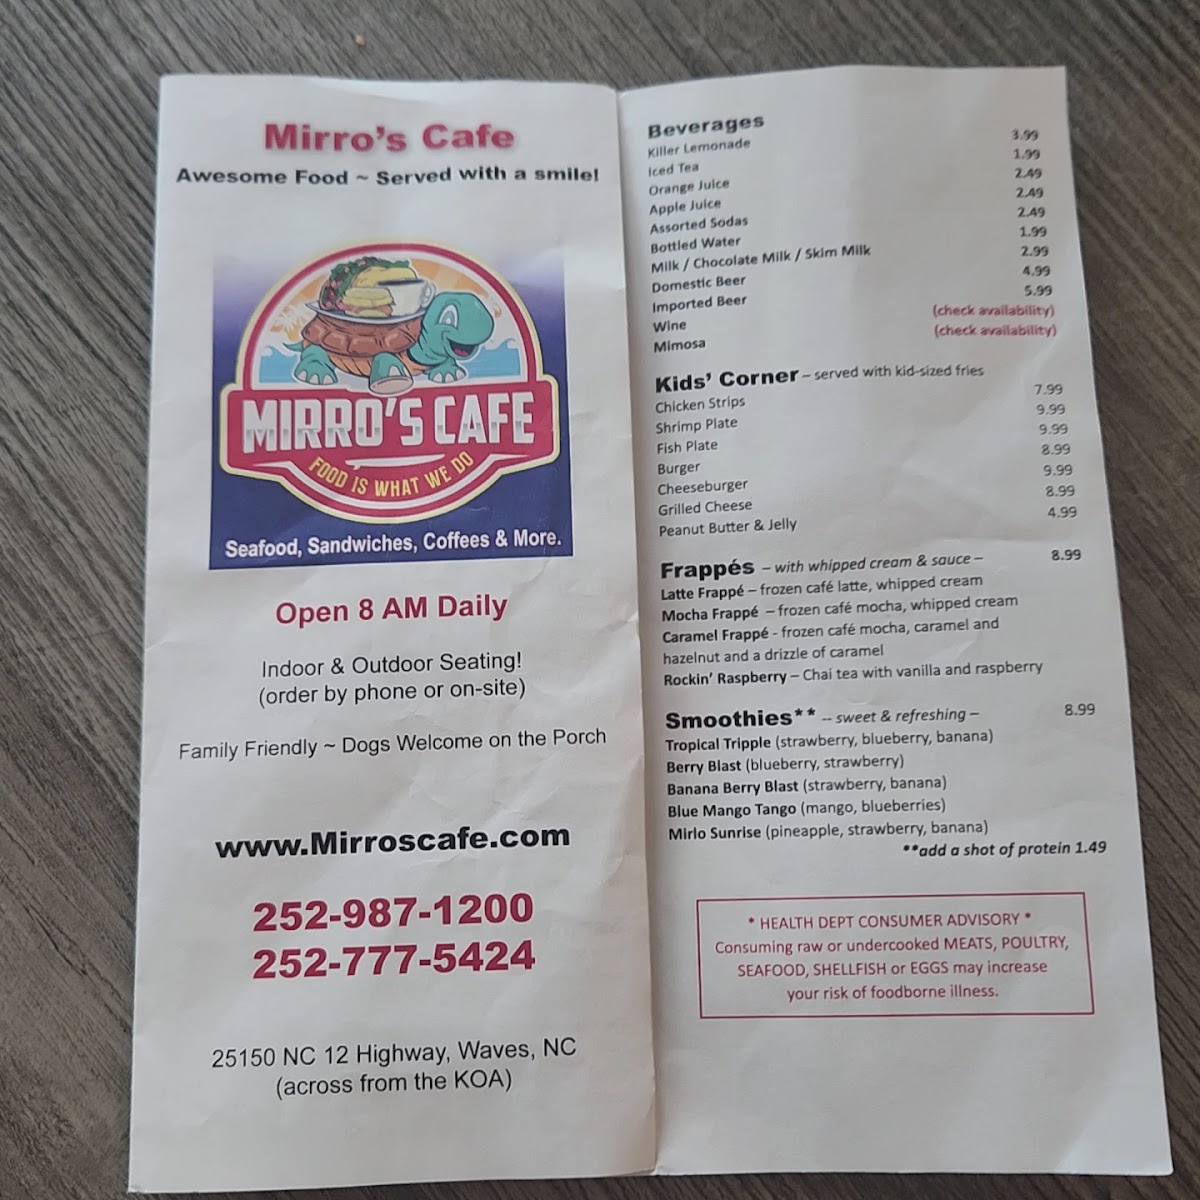 Mirro's Cafe
Awesome Food ~ Served with a smile!
MIRRO'S CAFE
FOOD IS WHAT WE DO
Seafood, Sandwiches, Coffees & More.
Open 8 AM Daily
Indoor & Outdoor Seating!
(order by phone or on-site)
Family Friendly ~ Dogs Welcome on the Porch
www.Mirroscafe.com
252-987-1200
252-777-5424
25150 NC 12 Highway, Waves, NC
(across from the KOA)
Beverages
Killer Lemonade 3.99
Iced Tea 1.99
Orange Juice 2.49
Apple Juice 2.49
Assorted Sodas 2.49
Bottled Water 1.99
Milk / Chocolate Milk / Skim Milk 2.99
Domestic Beer 4.99
Imported Beer 5.99
Wine (check availability)
Mimosa (check availability)
Kids' Corner – served with kid-sized fries
Chicken Strips 7.99
Shrimp Plate 9.99
Fish Plate 9.99
Burger 8.99
Cheeseburger 9.99
Grilled Cheese 8.99
Peanut Butter & Jelly 4.99
Frappés – with whipped cream & sauce – 8.99
Latte Frappé – frozen café latte, whipped cream
Mocha Frappé – frozen café mocha, whipped cream
Caramel Frappé - frozen café mocha, caramel and
hazelnut and a drizzle of caramel
Rockin' Raspberry – Chai tea with vanilla and raspberry
Smoothies** -- sweet & refreshing – 8.99
Tropical Tripple (strawberry, blueberry, banana)
Berry Blast (blueberry, strawberry)
Banana Berry Blast (strawberry, banana)
Blue Mango Tango (mango, blueberries)
Mirlo Sunrise (pineapple, strawberry, banana)
**add a shot of protein 1.49
* HEALTH DEPT CONSUMER ADVISORY *
Consuming raw or undercooked MEATS, POULTRY,
SEAFOOD, SHELLFISH or EGGS may increase
your risk of foodborne illness.